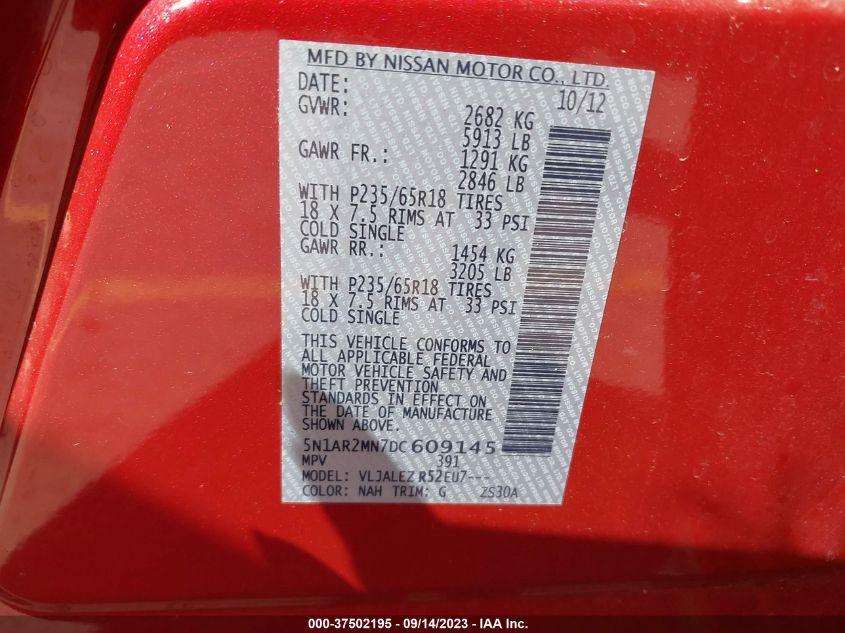 MFD BY NISSAN MOTOR CO., LTD.
DATE: 10/12
GVWR: 2682 KG
5913 LB
GAWR FR.: 1291 KG
2846 LB
WITH P235/65R18 TIRES
18 X 7.5 RIMS AT 33 PSI
COLD SINGLE
GAWR RR.: 1454 KG
3205 LB
WITH P235/65R18 TIRES
18 X 7.5 RIMS AT 33 PSI
COLD SINGLE
THIS VEHICLE CONFORMS TO
ALL APPLICABLE FEDERAL
MOTOR VEHICLE SAFETY AND
THEFT PREVENTION
STANDARDS IN EFFECT ON
THE DATE OF MANUFACTURE
SHOWN ABOVE.
5N1AR2MN7DC609145
MPV 391
MODEL: VLJALEZ R52EU7---
COLOR: NAH TRIM: G ZS30A
000-37502195 - 09/14/2023 - IAA Inc.